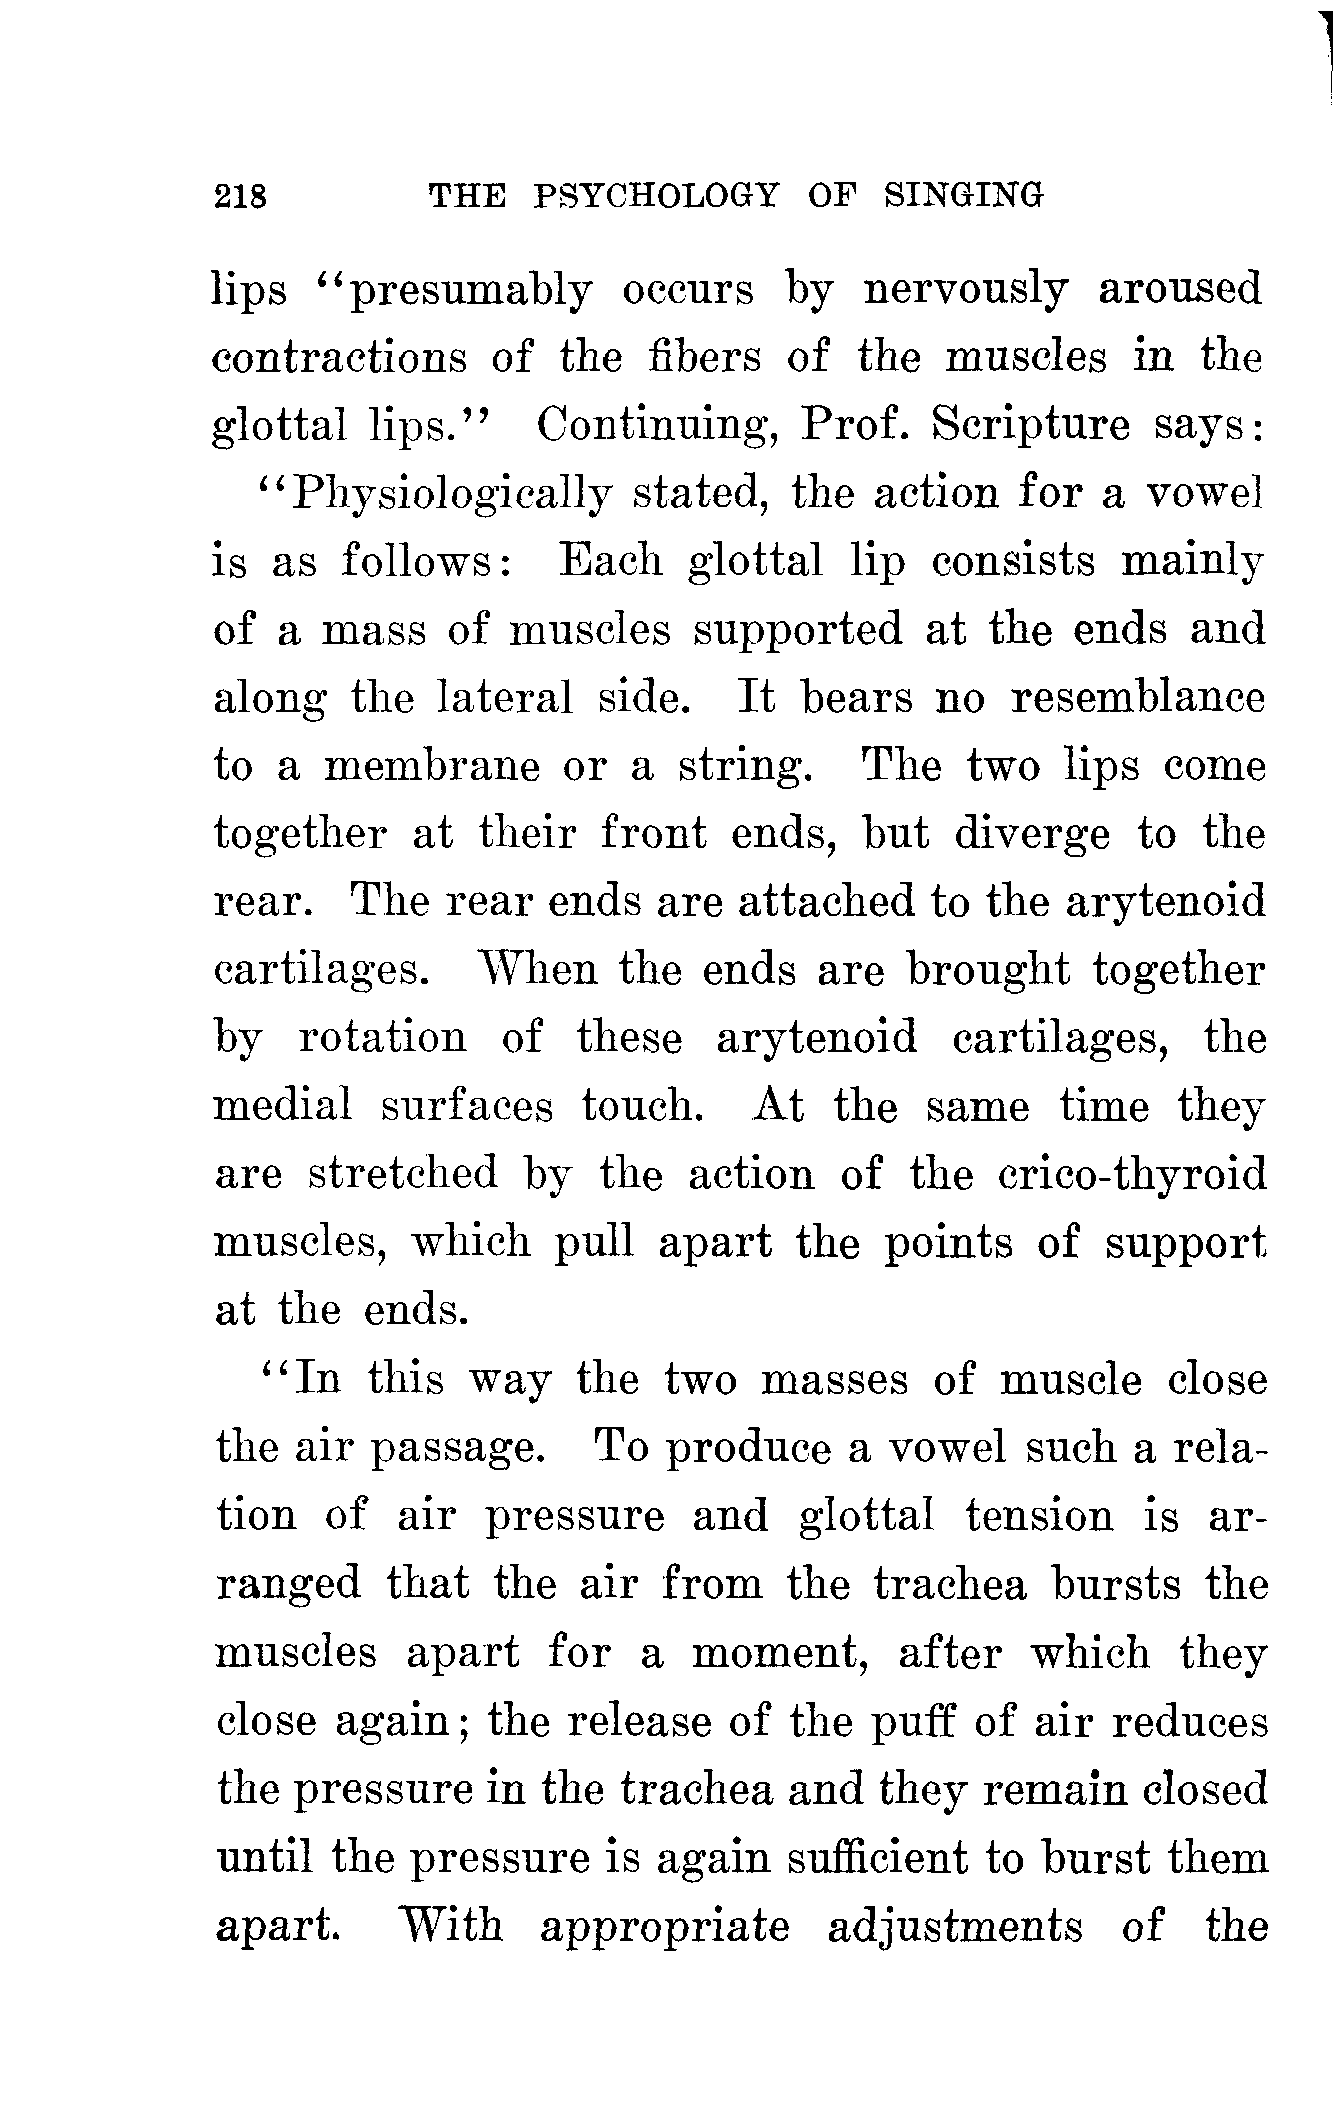 218 THE PSYCHOLOGY OF SINGING
lips "presumably occurs by nervously aroused
contractions of the fibers of the muscles in the
glottal lips." Continuing, Prof. Scripture says:
"Physiologically stated, the action for a vowel
is as follows: Each glottal lip consists mainly
of a mass of muscles supported at the ends and
along the lateral side. It bears no resemblance
to a membrane or a string. The two lips come
together at their front ends, but diverge to the
rear. The rear ends are attached to the arytenoid
cartilages. When the ends are brought together
by rotation of these arytenoid cartilages, the
medial surfaces touch. At the same time they
are stretched by the action of the crico-thyroid
muscles, which pull apart the points of support
at the ends.
"In this way the two masses of muscle close
the air passage. To produce a vowel such a rela-
tion of air pressure and glottal tension is ar-
ranged that the air from the trachea bursts the
muscles apart for a moment, after which they
close again; the release of the puff of air reduces
the pressure in the trachea and they remain closed
until the pressure is again sufficient to burst them
apart. With appropriate adjustments of the